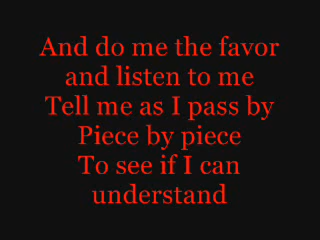 And do me the favor
and listen to me
Tell me as I pass by
Piece by piece
To see if I can
understand